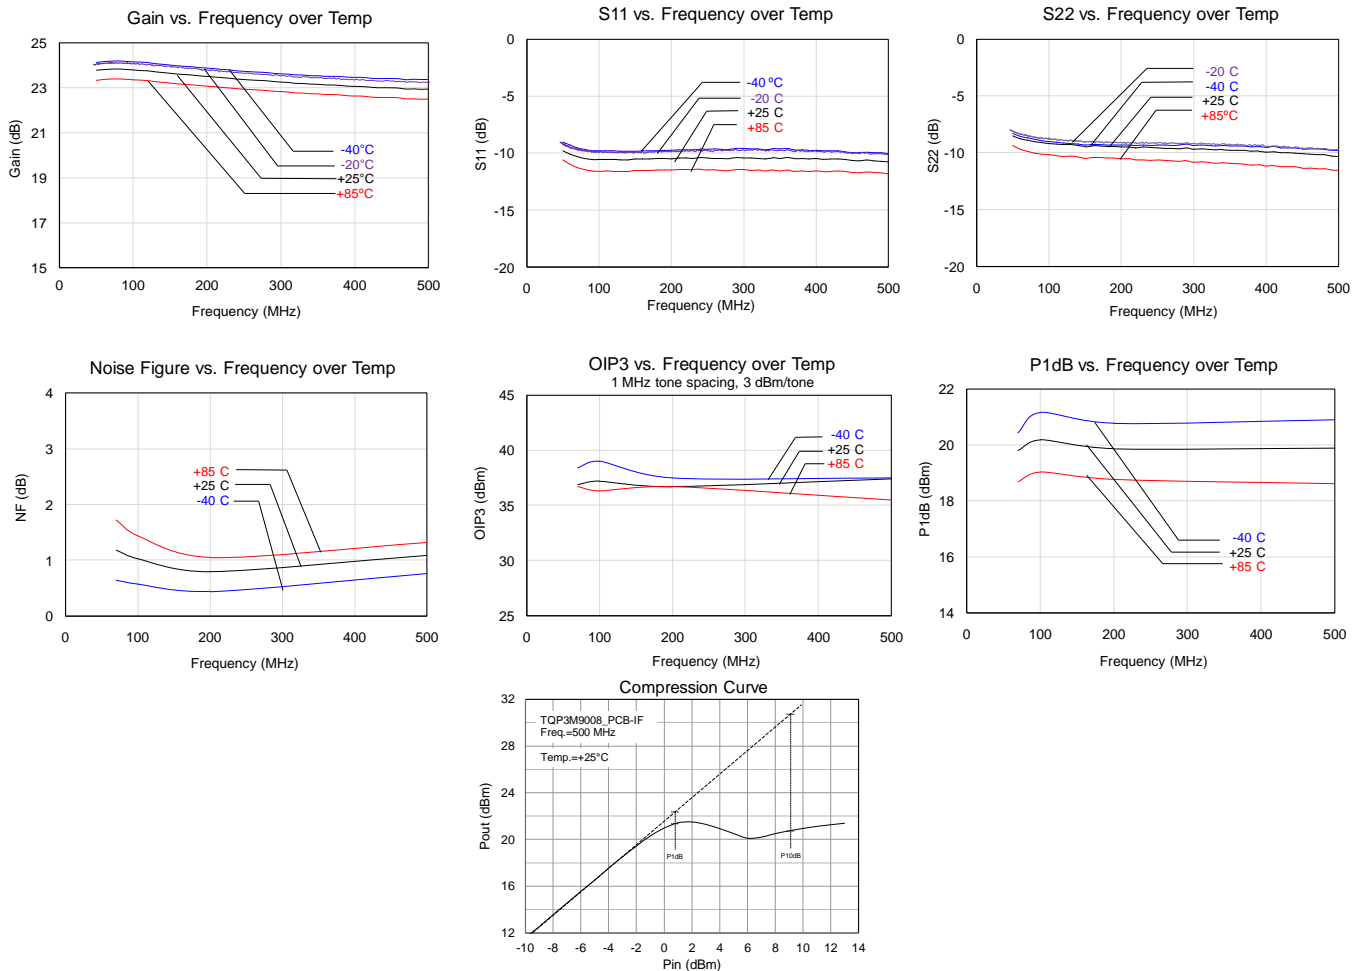 Gain vs. Frequency over Temp
25
23
21
19
17
15
0
100
200
300
400
500
Gain (dB)
Frequency (MHz)
-40°C
-20°C
+25°C
+85ºC
S11 vs. Frequency over Temp
0
-5
-10
-15
-20
0
100
200
300
400
500
S11 (dB)
Frequency (MHz)
-40 ºC
-20 C
+25 C
+85 C
S22 vs. Frequency over Temp
0
-5
-10
-15
-20
0
100
200
300
400
500
S22 (dB)
Frequency (MHz)
-20 C
-40 C
+25 C
+85ºC
Noise Figure vs. Frequency over Temp
4
3
2
1
0
0
100
200
300
400
500
NF (dB)
Frequency (MHz)
+85 C
+25 C
-40 C
OIP3 vs. Frequency over Temp
1 MHz tone spacing, 3 dBm/tone
45
40
35
30
25
0
100
200
300
400
500
OIP3 (dBm)
Frequency (MHz)
-40 C
+25 C
+85 C
P1dB vs. Frequency over Temp
22
20
18
16
14
0
100
200
300
400
500
P1dB (dBm)
Frequency (MHz)
-40 C
+25 C
+85 C
Compression Curve
32
28
24
20
16
12
-10
-8
-6
-4
-2
0
2
4
6
8
10
12
14
Pout (dBm)
Pin (dBm)
TQP3M9008_PCB-IF
Freq.=500 MHz
Temp.=+25°C
P1dB
P10dB